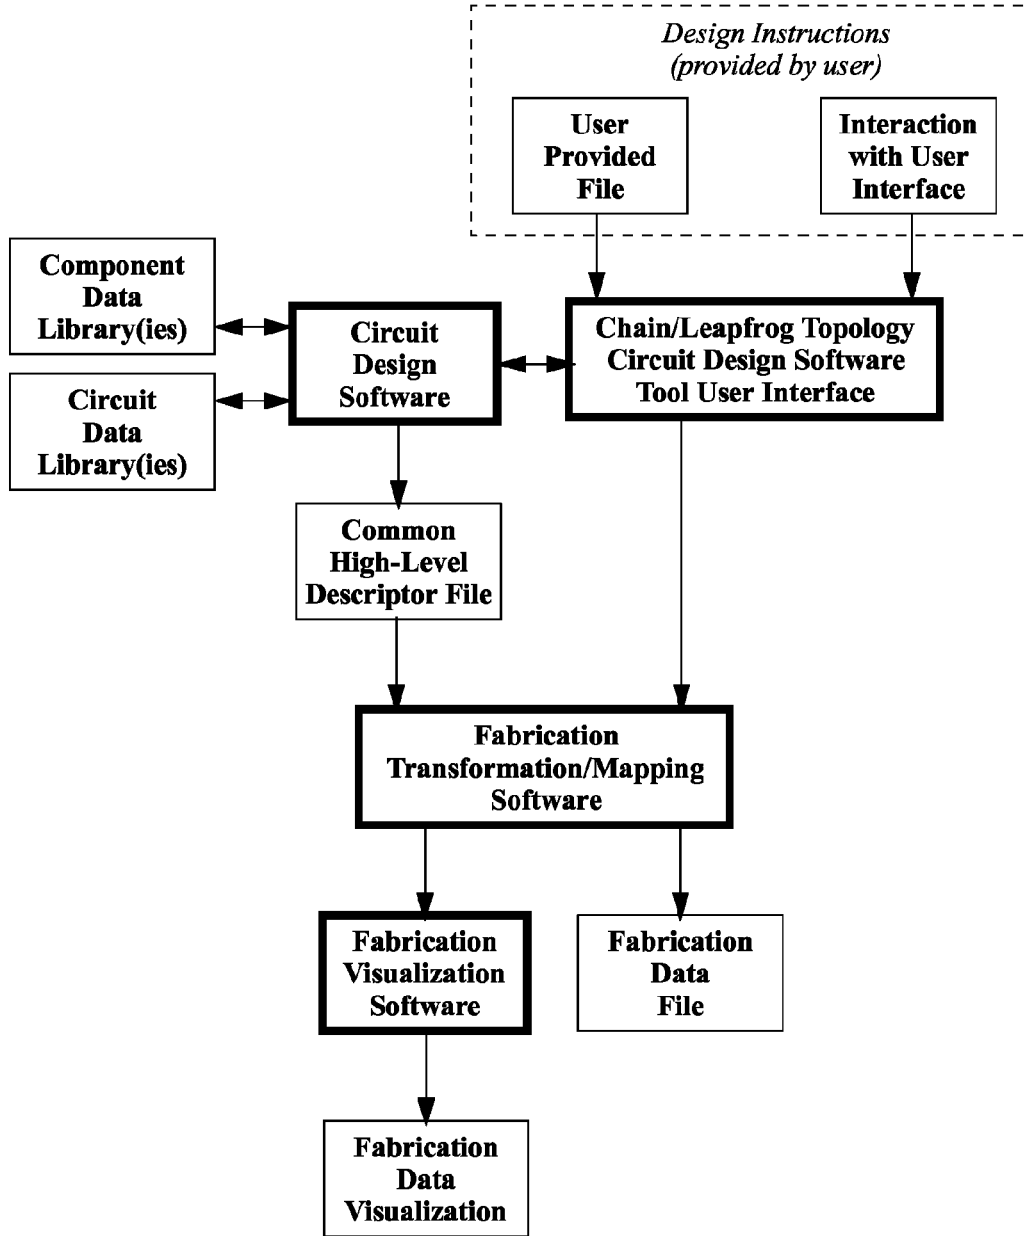 Design Instructions
(provided by user)
User
Provided
File
Interaction
with User
Interface
Component
Data
Library(ies)
Circuit
Data
Library(ies)
Circuit
Design
Software
Chain/Leapfrog Topology
Circuit Design Software
Tool User Interface
Common
High-Level
Descriptor File
Fabrication
Transformation/Mapping
Software
Fabrication
Visualization
Software
Fabrication
Data
File
Fabrication
Data
Visualization